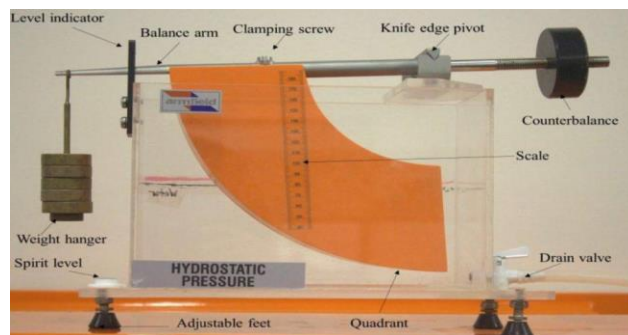 Level indicator
Balance arm
Clamping screw
Knife edge pivot
Counterbalance
armfield
Scale
Weight hanger
Spirit level
HYDROSTATIC
PRESSURE
Drain valve
Adjustable feet
Quadrant